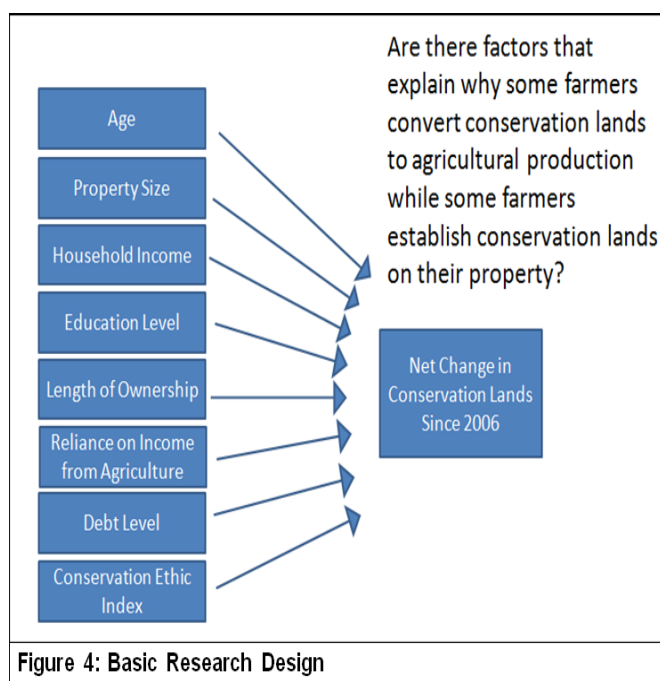 Are there factors that
explain why some farmers
convert conservation lands
to agricultural production
while some farmers
establish conservation lands
on their property?
Age
Property Size
Household Income
Education Level
Length of Ownership
Reliance on Income
from Agriculture
Debt Level
Conservation Ethic
Index
Net Change in
Conservation Lands
Since 2006
Figure 4: Basic Research Design